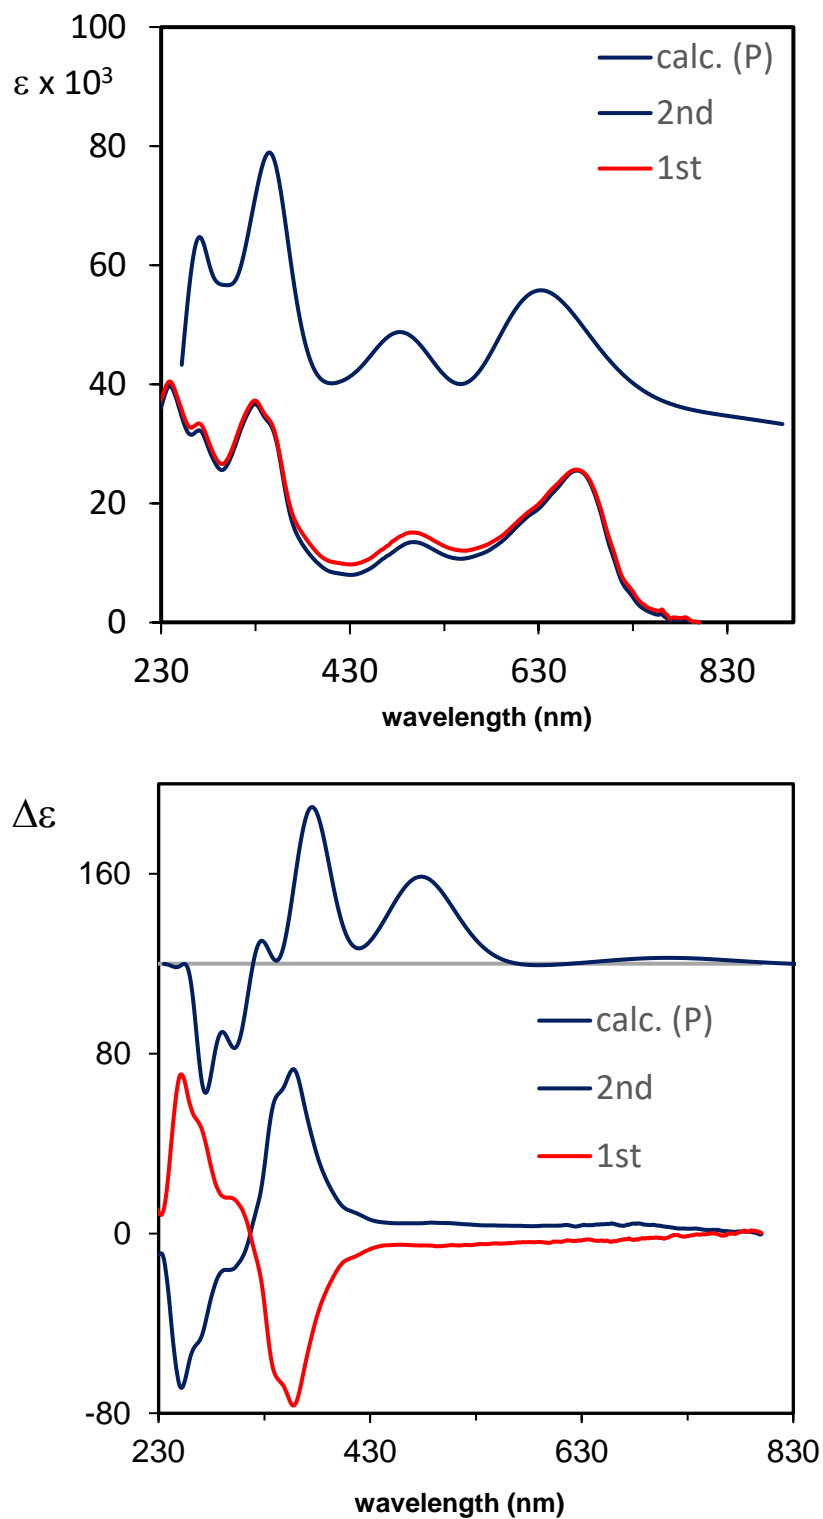 100
ε x 10³
80
60
40
20
0
calc. (P)
2nd
1st
230 430 630 830
wavelength (nm)
Δε
160
80
0
-80
calc. (P)
2nd
1st
230 430 630 830
wavelength (nm)